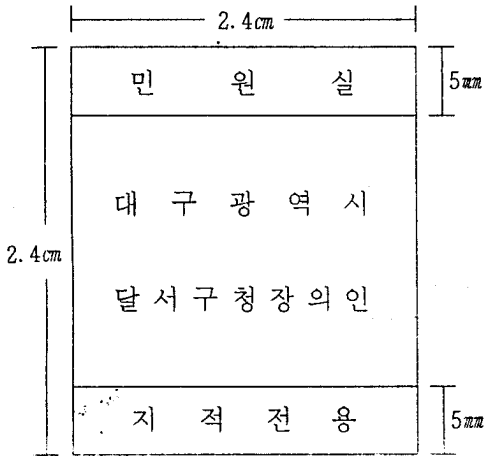 2.4cm
민 원 실
5mm
대 구 광 역 시
2.4cm
달 서 구 청 장 의 인
지 적 전 용
5mm